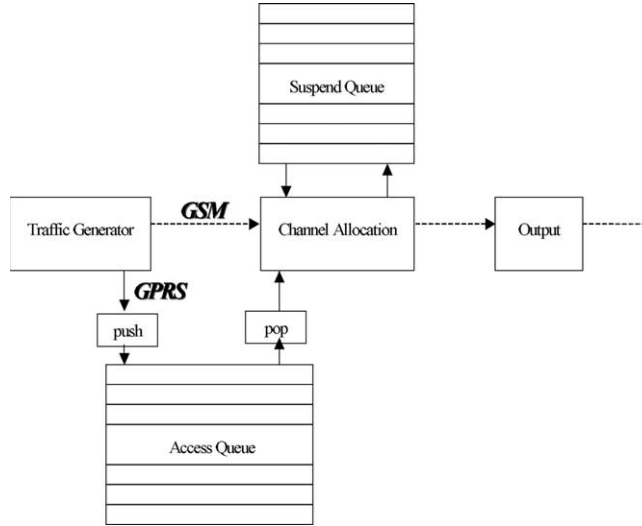 Suspend Queue
GSM
Traffic Generator
Channel Allocation
Output
GPRS
push
pop
Access Queue